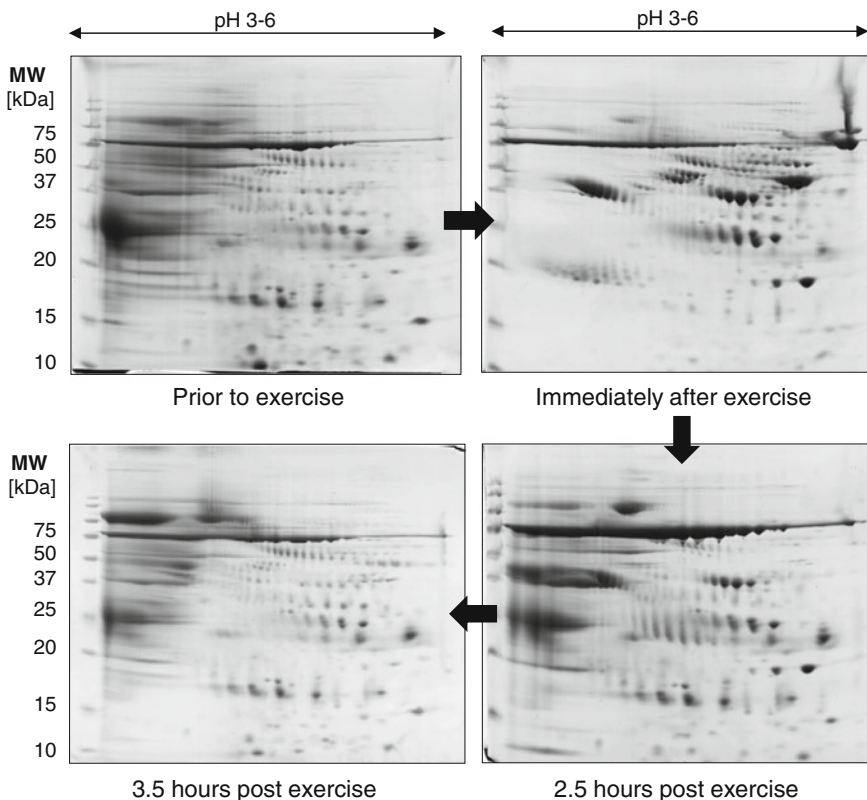 pH 3-6
pH 3-6
MW
[kDa]
75
50
37
25
20
15
10
Prior to exercise
Immediately after exercise
MW
[kDa]
75
50
37
25
20
15
10
3.5 hours post exercise
2.5 hours post exercise